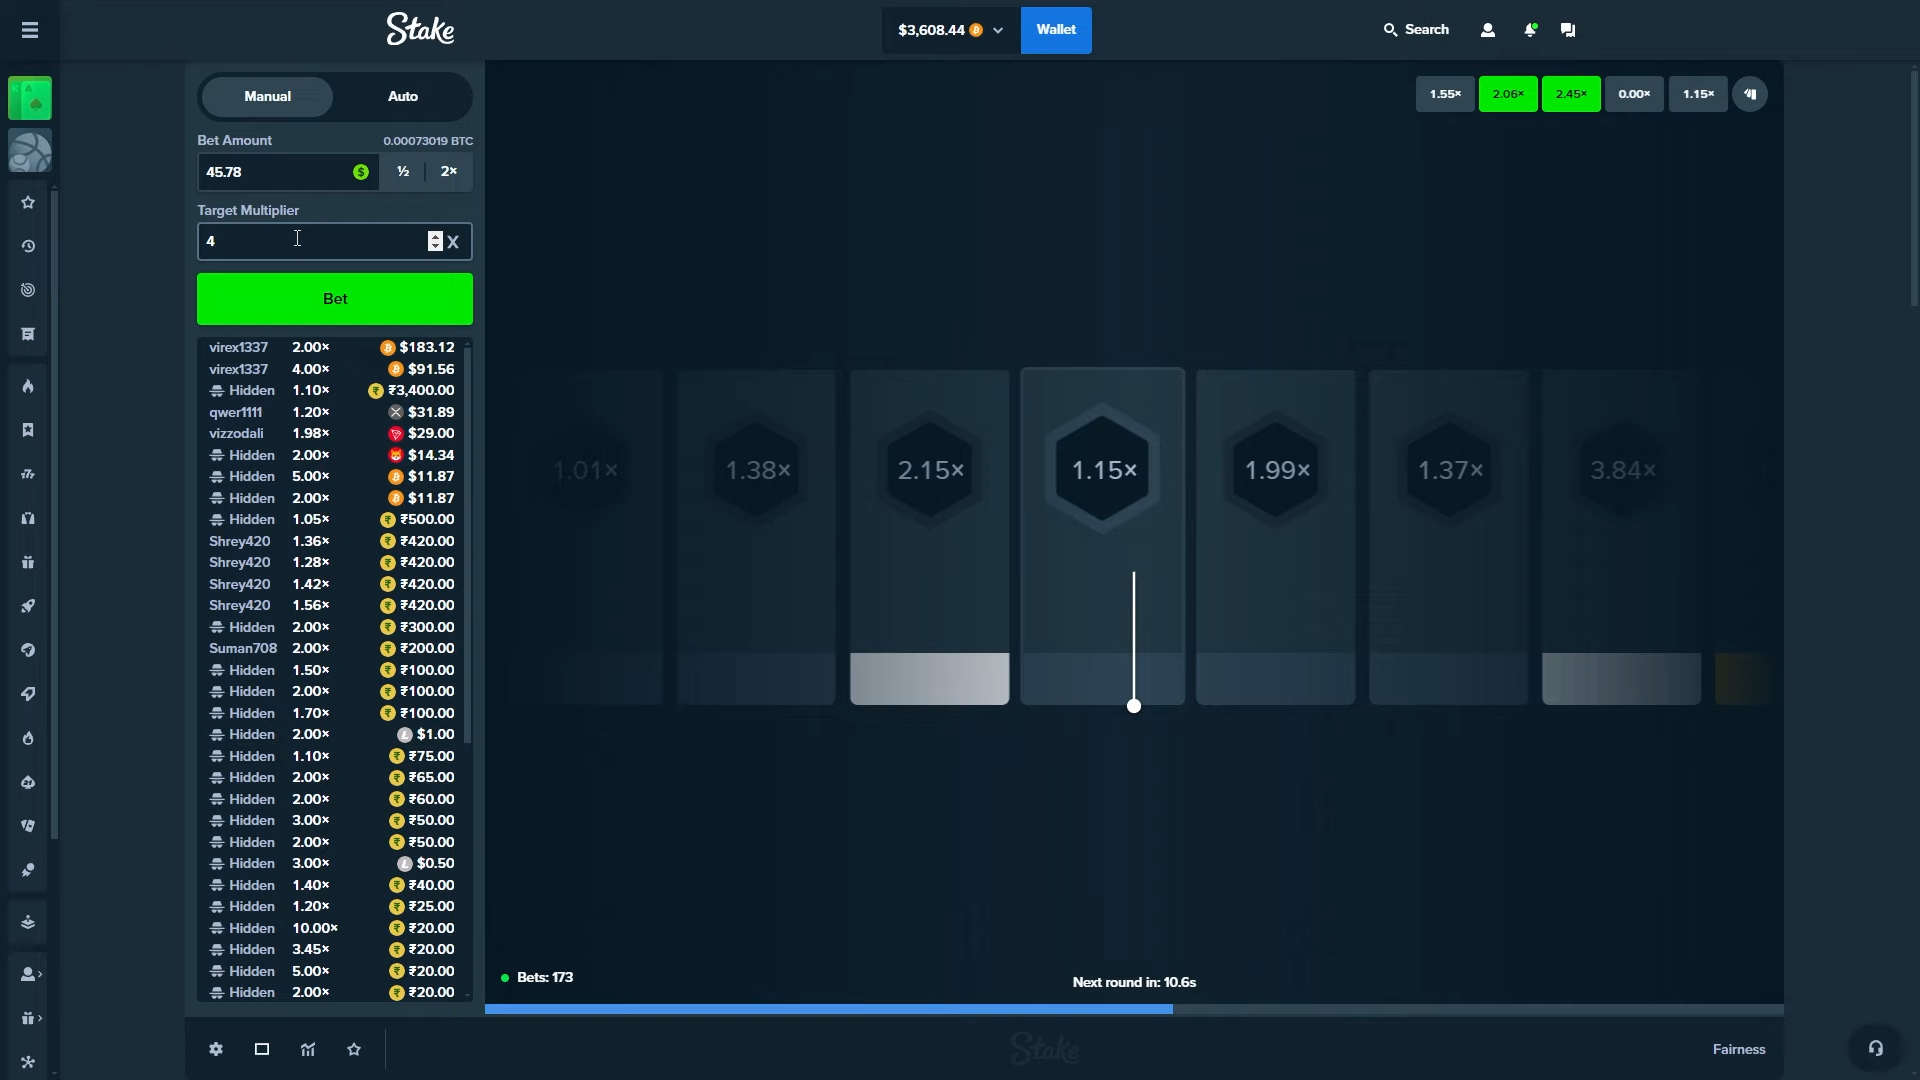 Stake
$3,608.44
Wallet
Search
Manual
Auto
1.55×
2.06×
2.45×
0.00×
1.15×
Bet Amount
0.00073019 BTC
45.78
½
2×
Target Multiplier
4
X
Bet
virex1337 2.00× $183.12
virex1337 4.00× $91.56
Hidden 1.10× ₹3,400.00
qwer1111 1.20× $31.89
vizzodali 1.98× $29.00
Hidden 2.00× $14.34
Hidden 5.00× $11.87
Hidden 2.00× $11.87
Hidden 1.05× ₹500.00
Shrey420 1.36× ₹420.00
Shrey420 1.28× ₹420.00
Shrey420 1.42× ₹420.00
Shrey420 1.56× ₹420.00
Hidden 2.00× ₹300.00
Suman708 2.00× ₹200.00
Hidden 1.50× ₹100.00
Hidden 2.00× ₹100.00
Hidden 1.70× ₹100.00
Hidden 2.00× $1.00
Hidden 1.10× ₹75.00
Hidden 2.00× ₹65.00
Hidden 2.00× ₹60.00
Hidden 3.00× ₹50.00
Hidden 2.00× ₹50.00
Hidden 3.00× $0.50
Hidden 1.40× ₹40.00
Hidden 1.20× ₹25.00
Hidden 10.00× ₹20.00
Hidden 3.45× ₹20.00
Hidden 5.00× ₹20.00
Hidden 2.00× ₹20.00
1.01×
1.38×
2.15×
1.15×
1.99×
1.37×
3.84×
Bets: 173
Next round in: 10.6s
Stake
Fairness